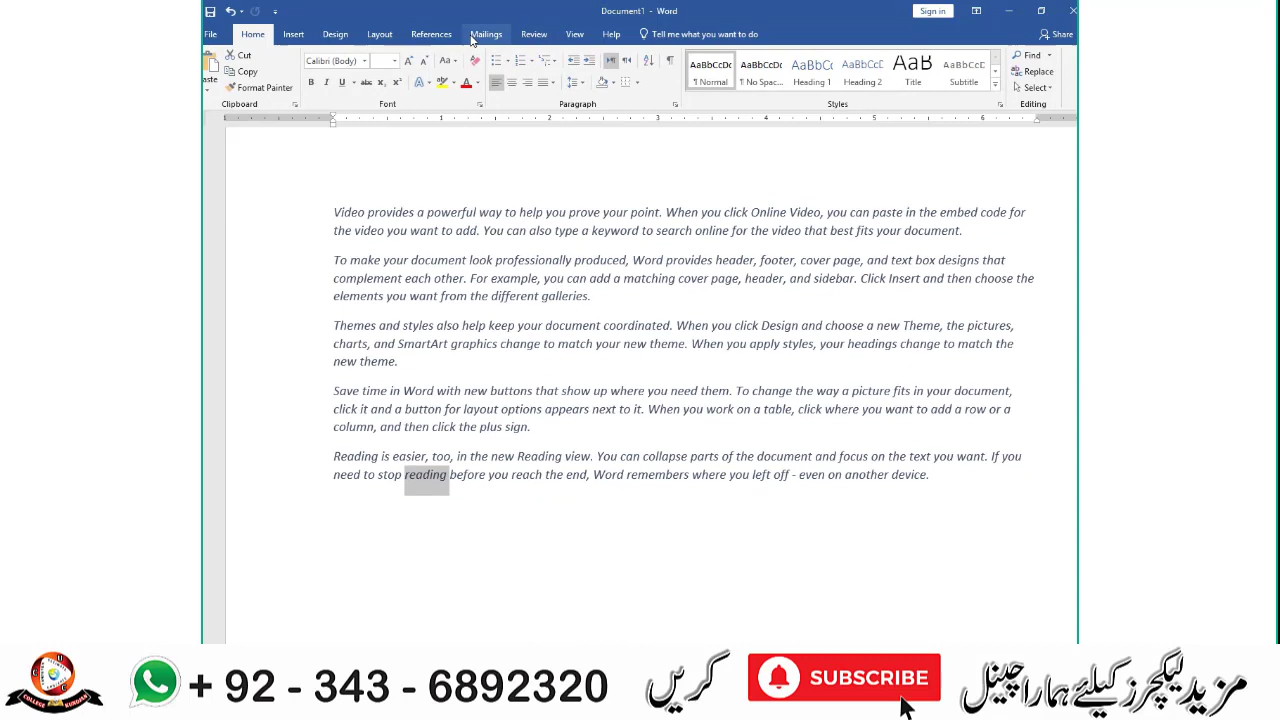 Document1 - Word
Sign in
File Home Insert Design Layout References Mailings Review View Help Tell me what you want to do Share
Cut
Copy
Format Painter
aste
Calibri (Body)
Aa
B I U abc X₂ X²
AaBbCcDc AaBbCcDc AaBbCc AaBbCcD AaB AaBbCcD
¶ Normal ¶ No Spac... Heading 1 Heading 2 Title Subtitle
Find
Replace
Select
Clipboard Font Paragraph Styles Editing
1 1 2 3 4 5 6
Video provides a powerful way to help you prove your point. When you click Online Video, you can paste in the embed code for
the video you want to add. You can also type a keyword to search online for the video that best fits your document.
To make your document look professionally produced, Word provides header, footer, cover page, and text box designs that
complement each other. For example, you can add a matching cover page, header, and sidebar. Click Insert and then choose the
elements you want from the different galleries.
Themes and styles also help keep your document coordinated. When you click Design and choose a new Theme, the pictures,
charts, and SmartArt graphics change to match your new theme. When you apply styles, your headings change to match the
new theme.
Save time in Word with new buttons that show up where you need them. To change the way a picture fits in your document,
click it and a button for layout options appears next to it. When you work on a table, click where you want to add a row or a
column, and then click the plus sign.
Reading is easier, too, in the new Reading view. You can collapse parts of the document and focus on the text you want. If you
need to stop reading before you reach the end, Word remembers where you left off - even on another device.
مزید لیکچرز کیلئے ہمارا چینل SUBSCRIBE کریں
+ 92 - 343 - 6892320